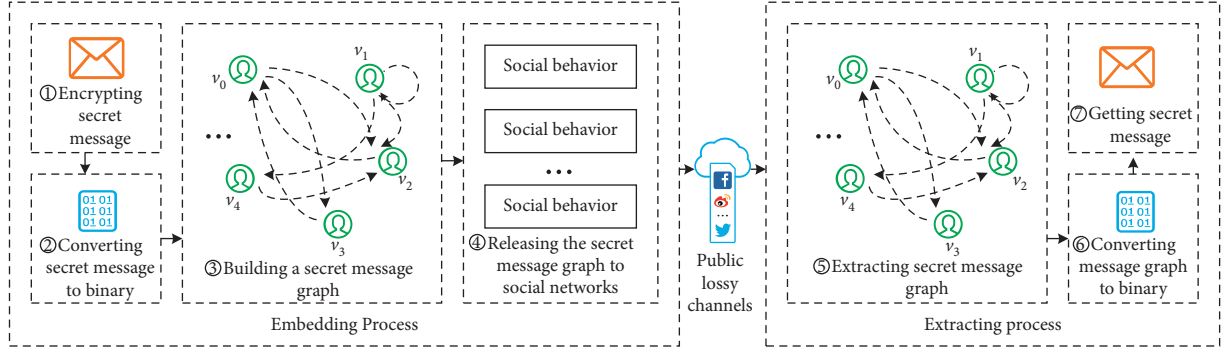 ①Encrypting
secret
message
01 01
01 01
01 01
②Converting
secret message
to binary
v0
v1
...
v2
v4
v3
③Building a secret message
graph
Social behavior
Social behavior
...
Social behavior
④Releasing the secret
message graph to
social networks
Embedding Process
f
...
Public
lossy
channels
v0
v1
...
v2
v4
v3
⑤Extracting secret message
graph
⑦Getting secret
message
01 01
01 01
01 01
⑥Converting
message graph
to binary
Extracting process